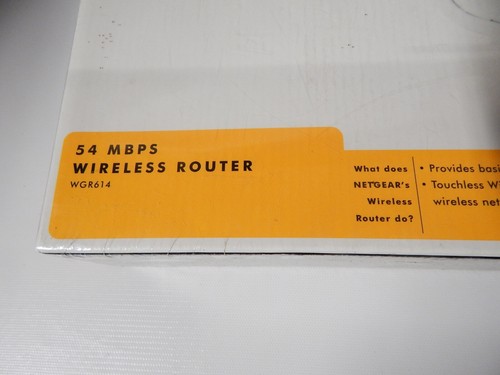 54 MBPS
WIRELESS ROUTER
WGR614
What does
NETGEAR's
Wireless
Router do?
• Provides basi
• Touchless
wireless net